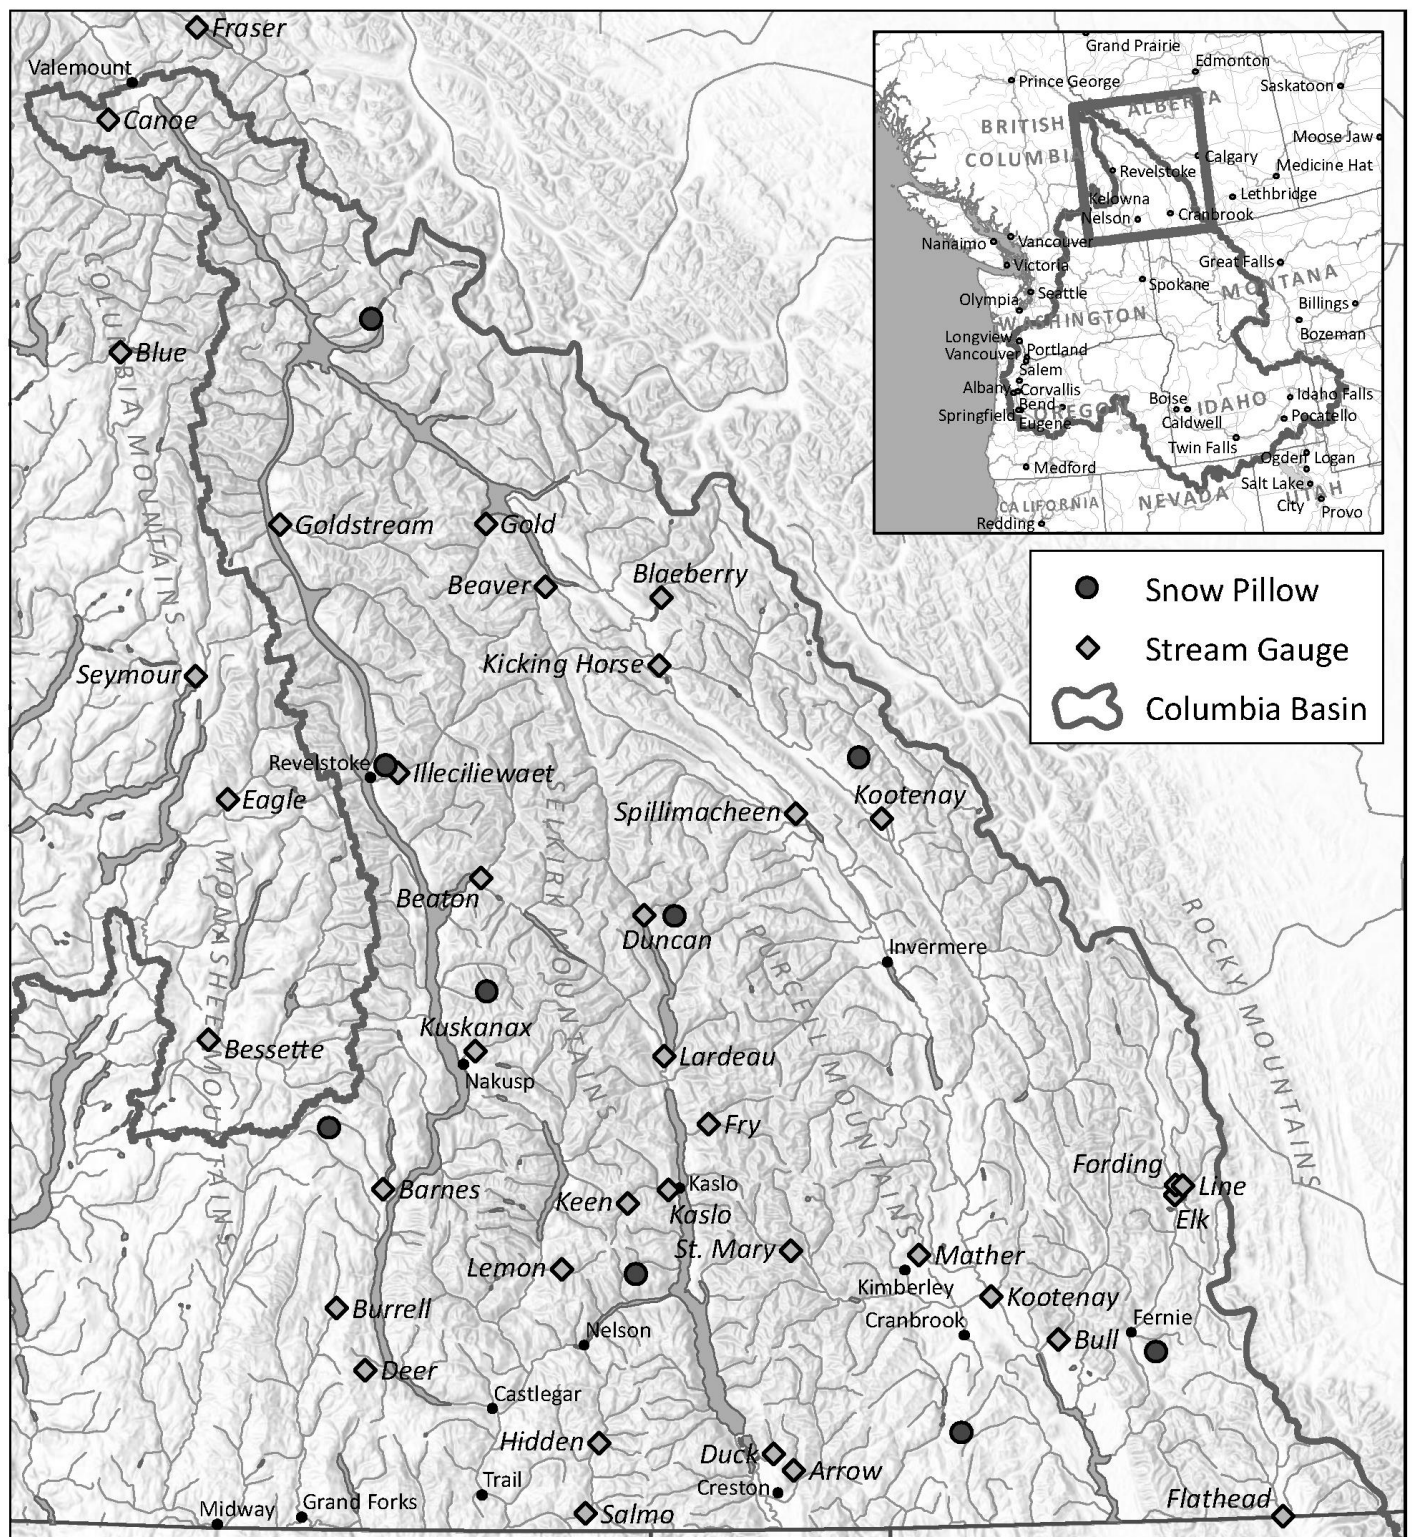 Fraser
Valemount
Canoe
Blue
COLUMBIA MOUNTAINS
Goldstream
Gold
Beaver
Blaeberry
Kicking Horse
Seymour
Revelstoke
Illeciliewaet
Eagle
Spillimacheen
Kootenay
Beaton
SELKIRK MOUNTAINS
MONASHEE MOUNTAINS
Duncan
PURCELL MOUNTAINS
Invermere
ROCKY MOUNTAINS
Kuskanax
Bessette
Nakusp
Lardeau
Fry
Fording
Line
Elk
Barnes
Keen
Kaslo
Kaslo
St. Mary
Mather
Lemon
Kimberley
Burrell
Kootenay
Nelson
Cranbrook
Fernie
Bull
Deer
Castlegar
Hidden
Duck
Arrow
Trail
Creston
Midway
Grand Forks
Salmo
Flathead
Grand Prairie
Edmonton
Prince George
Saskatoon
ALBERTA
BRITISH
COLUMBIA
Moose Jaw
Calgary
Medicine Hat
Revelstoke
Lethbridge
Kelowna
Nelson
Cranbrook
Nanaimo
Vancouver
Victoria
Great Falls
Spokane
MONTANA
Olympia
Seattle
Billings
WASHINGTON
Bozeman
Longview
Vancouver
Portland
Salem
Albany
Corvallis
Boise
IDAHO
Idaho Falls
Bend
Springfield
OREGON
Caldwell
Pocatello
Eugene
Twin Falls
Medford
Ogden
Logan
Salt Lake
City
CALIFORNIA
NEVADA
UTAH
Provo
Redding
Snow Pillow
Stream Gauge
Columbia Basin